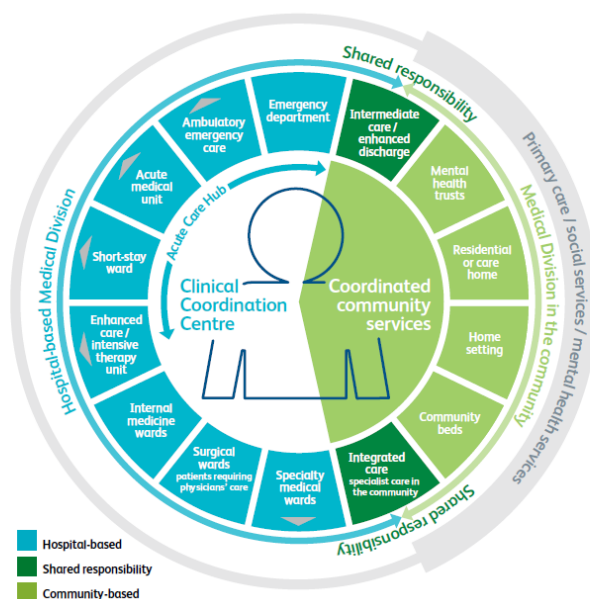 Shared responsibility
Emergency
department
Intermediate care /
enhanced
discharge
Mental
health
trusts
Residential
or care
home
Home
setting
Community
beds
Integrated care
specialist care in
the community
Specialty
medical
wards
Surgical
wards
patients requiring
physicians' care
Internal
medicine
wards
Enhanced care /
intensive
therapy
unit
Short-stay
ward
Acute
medical
unit
Ambulatory
emergency
care
Acute Care Hub
Clinical
Coordination
Centre
Coordinated
community
services
Hospital-based Medical Division
Medical Division in the community
Primary care / social services / mental health services
Shared responsibility
Hospital-based
Shared responsibility
Community-based